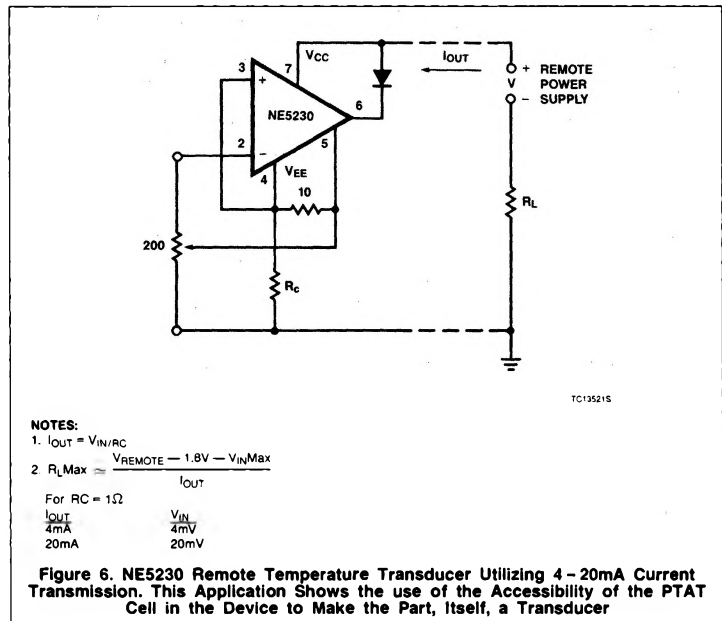 3
VCC
7
IOUT
+ REMOTE
V POWER
- SUPPLY
+
NE5230
6
2
-
5
4
VEE
10
RL
200
Rc
TC13521S
NOTES:
1. IOUT = VIN/RC
2. RLMax ≃ VREMOTE — 1.8V — VINMax
IOUT
For RC = 1Ω
IOUT VIN
4mA 4mV
20mA 20mV
Figure 6. NE5230 Remote Temperature Transducer Utilizing 4 – 20mA Current
Transmission. This Application Shows the use of the Accessibility of the PTAT
Cell in the Device to Make the Part, Itself, a Transducer